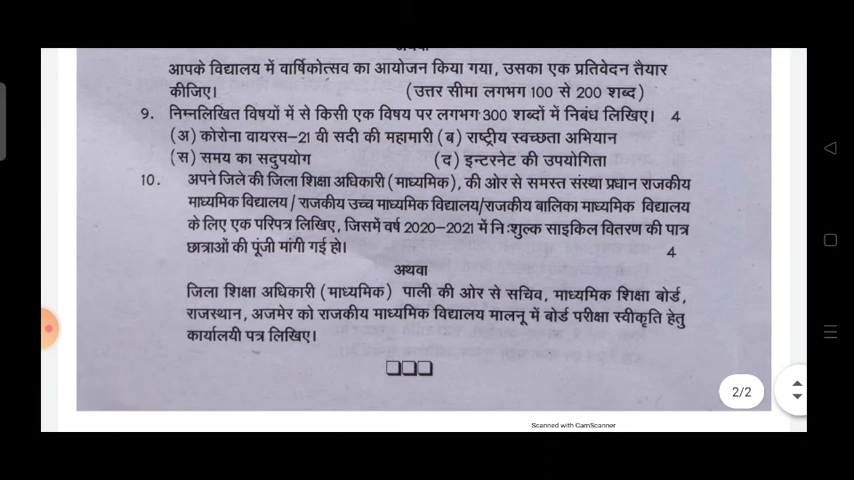 अथवा
आपके विद्यालय में वार्षिकोत्सव का आयोजन किया गया, उसका एक प्रतिवेदन तैयार
कीजिए। (उत्तर सीमा लगभग 100 से 200 शब्द)
9. निम्नलिखित विषयों में से किसी एक विषय पर लगभग 300 शब्दों में निबंध लिखिए। 4
(अ) कोरोना वायरस–21 वी सदी की महामारी (ब) राष्ट्रीय स्वच्छता अभियान
(स) समय का सदुपयोग (द) इन्टरनेट की उपयोगिता
10. अपने जिले की जिला शिक्षा अधिकारी (माध्यमिक), की ओर से समस्त संस्था प्रधान राजकीय
माध्यमिक विद्यालय / राजकीय उच्च माध्यमिक विद्यालय/राजकीय बालिका माध्यमिक विद्यालय
के लिए एक परिपत्र लिखिए, जिसमें वर्ष 2020–2021 में निःशुल्क साइकिल वितरण की पात्र
छात्राओं की पूंजी मांगी गई हो। 4
अथवा
जिला शिक्षा अधिकारी (माध्यमिक) पाली की ओर से सचिव, माध्यमिक शिक्षा बोर्ड,
राजस्थान, अजमेर को राजकीय माध्यमिक विद्यालय मालनू में बोर्ड परीक्षा स्वीकृति हेतु
कार्यालयी पत्र लिखिए।
2/2
Scanned with CamScanner